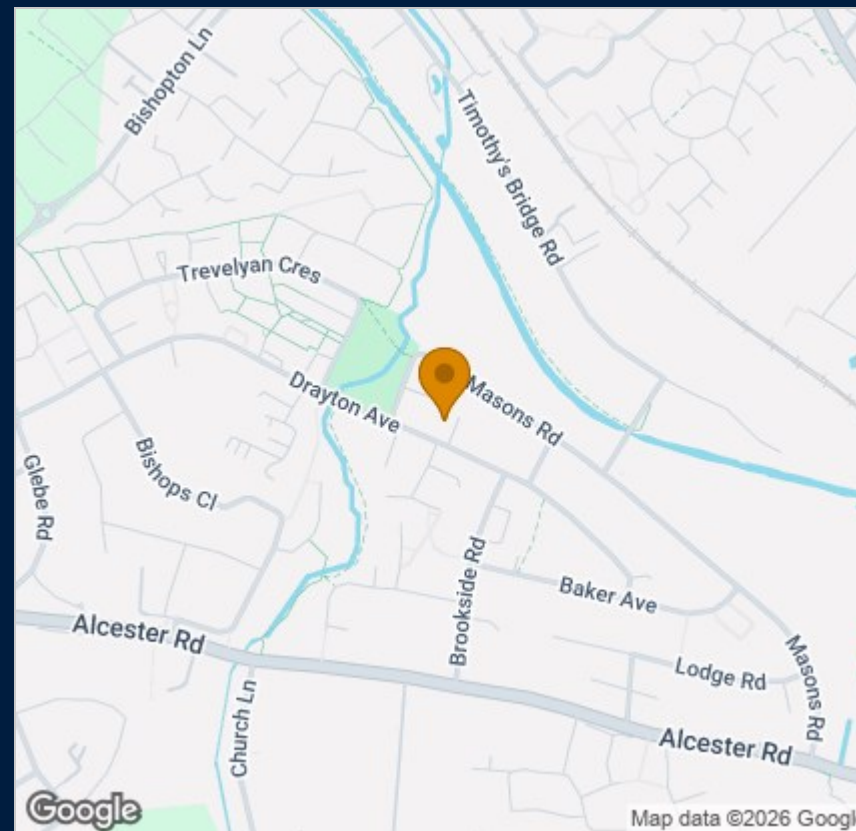 Bishopton Ln
Timothy's Bridge Rd
Trevelyan Cres
Masons Rd
Drayton Ave
Bishops Cl
Glebe Rd
Brookside Rd
Baker Ave
Alcester Rd
Lodge Rd
Masons Rd
Church Ln
Alcester Rd
Google
Map data ©2026 Google